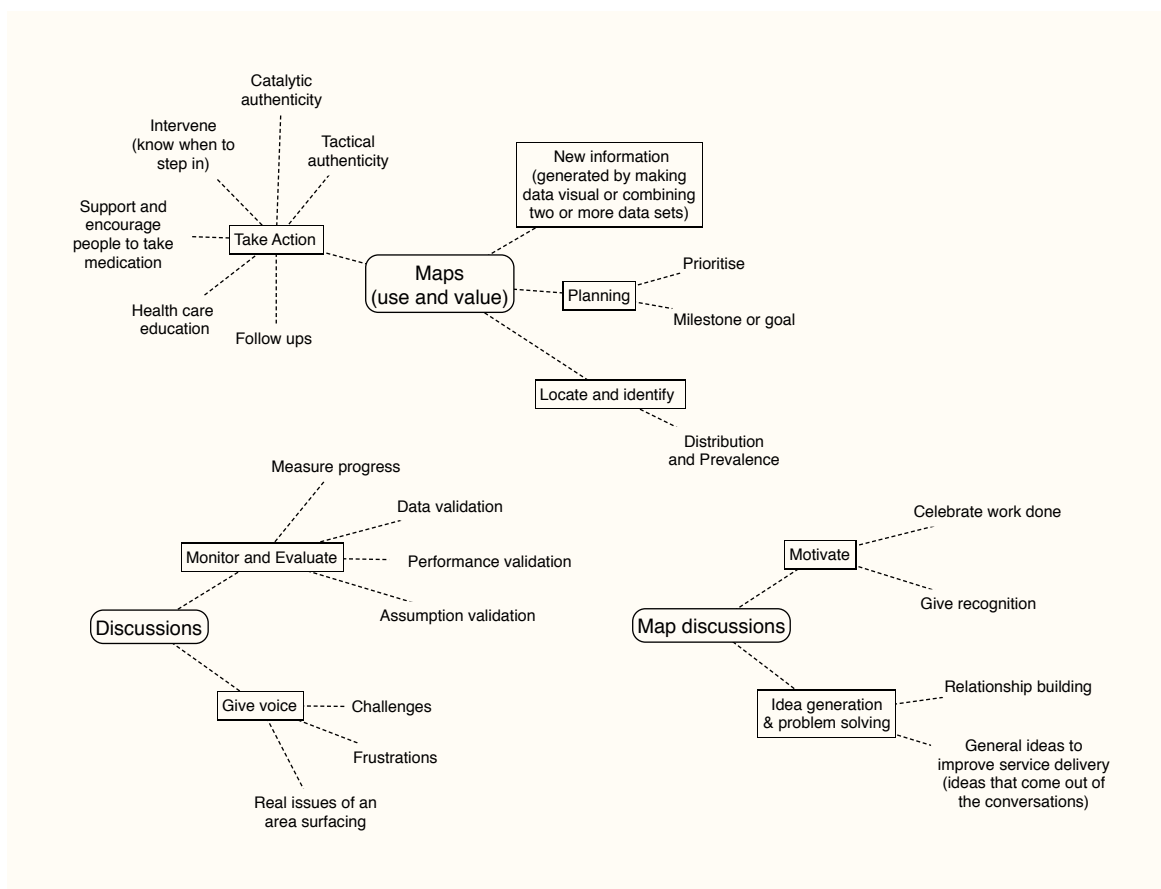 Catalytic
authenticity
Intervene
(know when to
step in)
Tactical
authenticity
Support and
encourage
people to take
medication
Take Action
Health care
education
Follow ups
Maps
(use and value)
New information
(generated by making
data visual or combining
two or more data sets)
Planning
Prioritise
Milestone or goal
Locate and identify
Distribution
and Prevalence
Measure progress
Data validation
Monitor and Evaluate
Performance validation
Assumption validation
Discussions
Give voice
Challenges
Frustrations
Real issues of an
area surfacing
Celebrate work done
Motivate
Give recognition
Map discussions
Idea generation
& problem solving
Relationship building
General ideas to
improve service delivery
(ideas that come out of
the conversations)